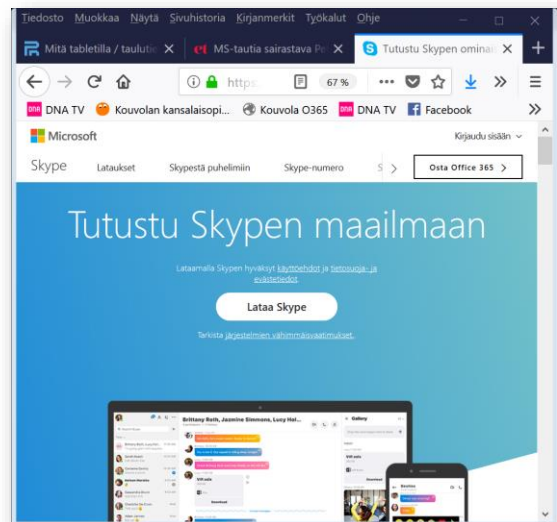 Tiedosto Muokkaa Näytä Sivuhistoria Kirjanmerkit Työkalut Ohje
Mitä tabletilla / taulutie MS-tautia sairastava Pe Tutustu Skypen ominai
https: 67 %
DNA TV Kouvolan kansalaisopi... Kouvola O365 DNA TV Facebook
Microsoft Kirjaudu sisään
Skype Lataukset Skypestä puhelimiin Skype-numero S Osta Office 365
Tutustu Skypen maailmaan
Lataamalla Skypen hyväksyt käyttöehdot ja tietosuoja- ja
evästetiedot.
Lataa Skype
Tarkista järjestelmien vähimmäisvaatimukset.
Brittany Roth, Jasmine Simmons, Lucy Hol...
Gallery